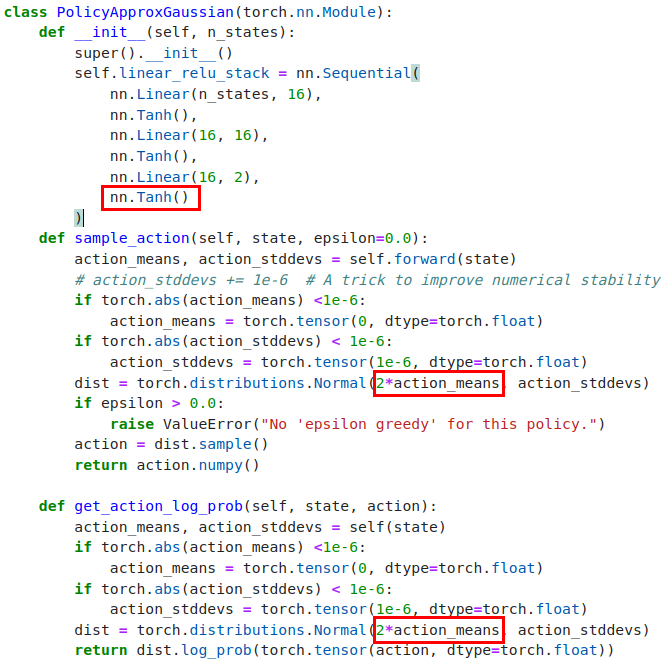 class PolicyApproxGaussian(torch.nn.Module):
    def __init__(self, n_states):
        super().__init__()
        self.linear_relu_stack = nn.Sequential(
            nn.Linear(n_states, 16),
            nn.Tanh(),
            nn.Linear(16, 16),
            nn.Tanh(),
            nn.Linear(16, 2),
            nn.Tanh()
        )
    def sample_action(self, state, epsilon=0.0):
        action_means, action_stddevs = self.forward(state)
        # action_stddevs += 1e-6  # A trick to improve numerical stability
        if torch.abs(action_means) <1e-6:
            action_means = torch.tensor(0, dtype=torch.float)
        if torch.abs(action_stddevs) < 1e-6:
            action_stddevs = torch.tensor(1e-6, dtype=torch.float)
        dist = torch.distributions.Normal(2*action_means, action_stddevs)
        if epsilon > 0.0:
            raise ValueError("No 'epsilon greedy' for this policy.")
        action = dist.sample()
        return action.numpy()

    def get_action_log_prob(self, state, action):
        action_means, action_stddevs = self(state)
        if torch.abs(action_means) <1e-6:
            action_means = torch.tensor(0, dtype=torch.float)
        if torch.abs(action_stddevs) < 1e-6:
            action_stddevs = torch.tensor(1e-6, dtype=torch.float)
        dist = torch.distributions.Normal(2*action_means, action_stddevs)
        return dist.log_prob(torch.tensor(action, dtype=torch.float))